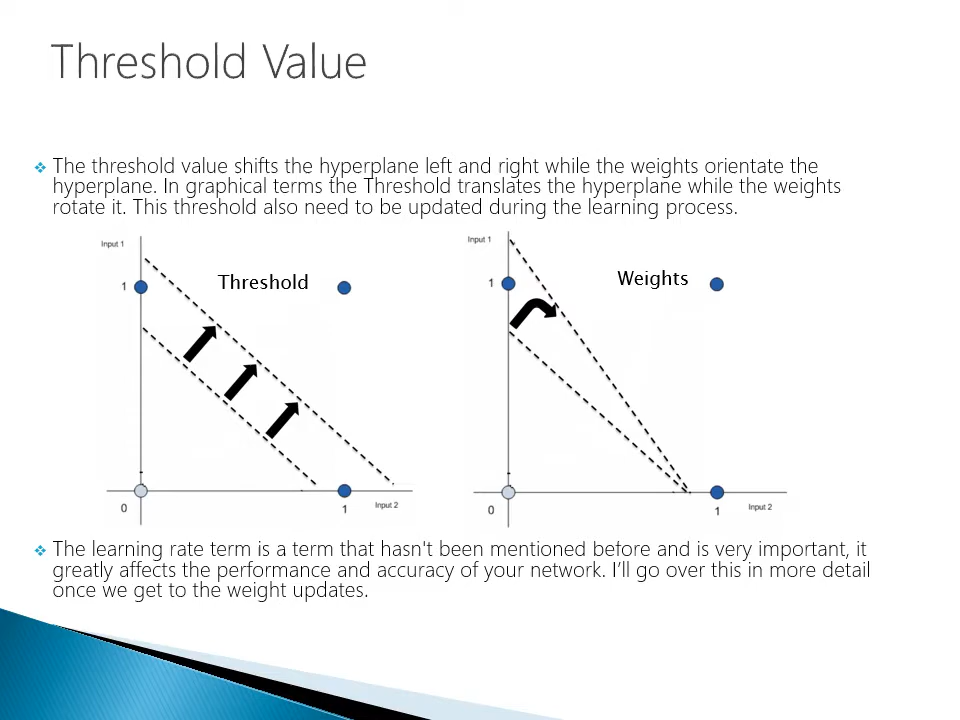 Threshold Value
The threshold value shifts the hyperplane left and right while the weights orientate the
hyperplane. In graphical terms the Threshold translates the hyperplane while the weights
rotate it. This threshold also need to be updated during the learning process.
Input 1
Threshold
1
0
1
Input 2
Input 1
Weights
1
0
1
Input 2
The learning rate term is a term that hasn't been mentioned before and is very important, it
greatly affects the performance and accuracy of your network. I’ll go over this in more detail
once we get to the weight updates.